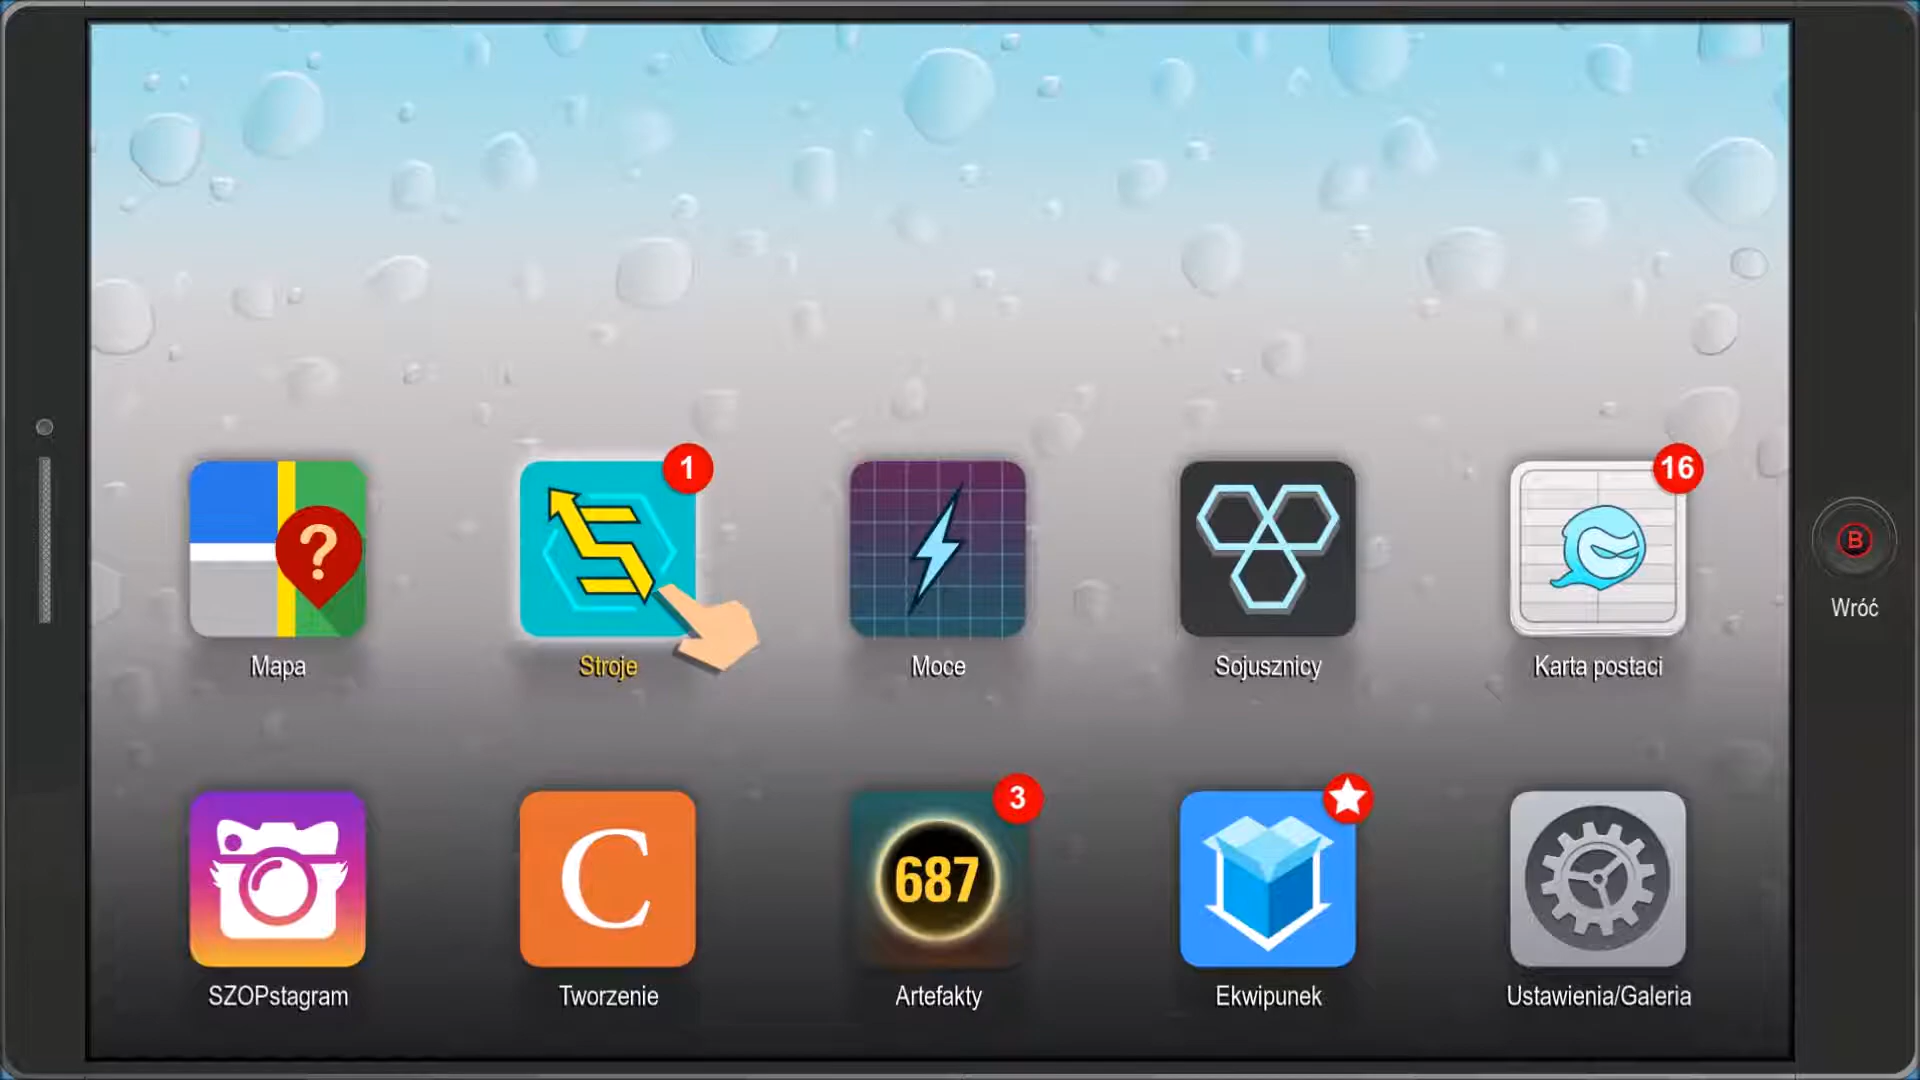 1
16
?
B
Wróć
Mapa
Stroje
Moce
Sojusznicy
Karta postaci
3
C
687
SZOPstagram
Tworzenie
Artefakty
Ekwipunek
Ustawienia/Galeria